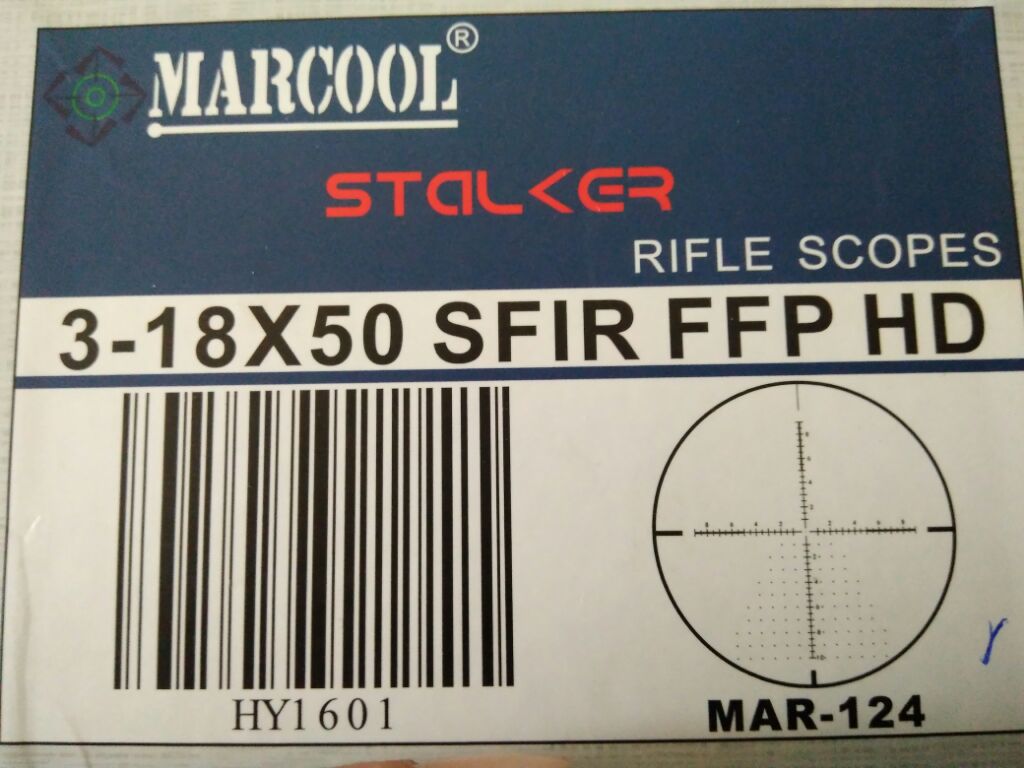 MARCOOL®
STALKER
RIFLE SCOPES
3-18X50 SFIR FFP HD
HY1601
MAR-124